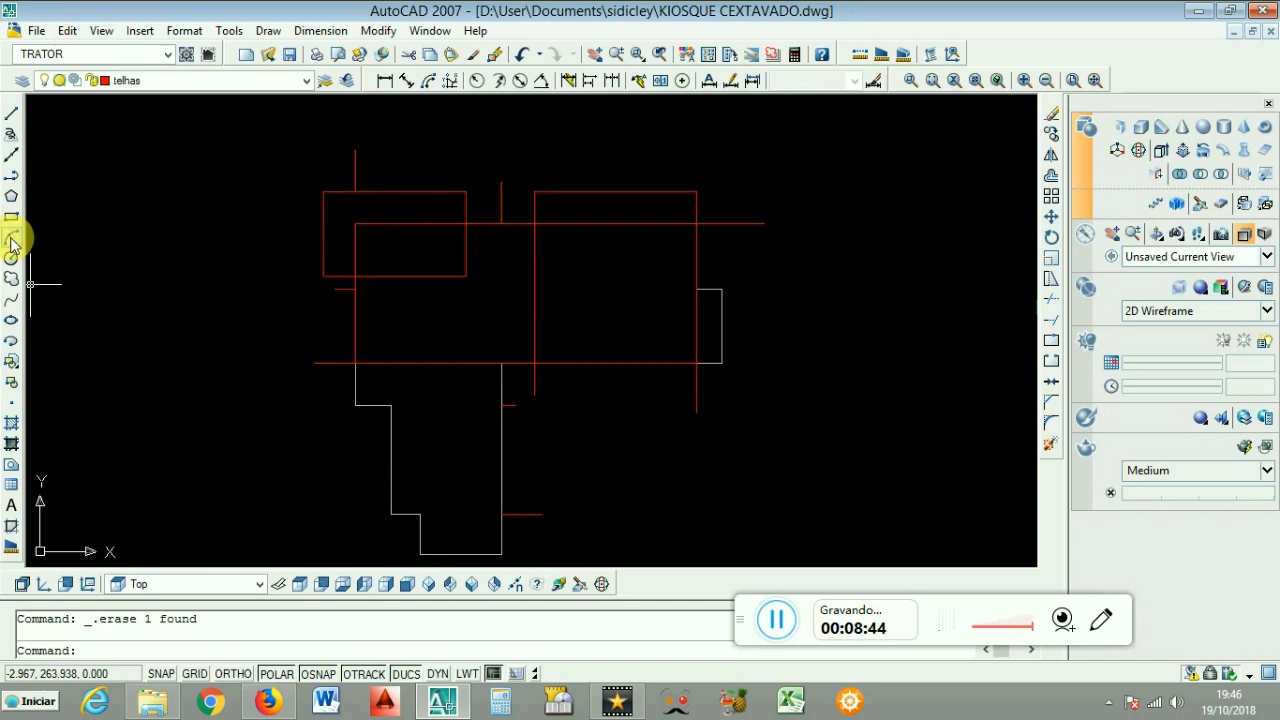 AutoCAD 2007 - [D:\User\Documents\sidicley\KIOSQUE CEXTAVADO.dwg]
File Edit View Insert Format Tools Draw Dimension Modify Window Help
TRATOR
telhas
Unsaved Current View
2D Wireframe
Medium
Y
X
A
Top
Command: _.erase 1 found
Command:
Gravando...
00:08:44
-2.967, 263.938, 0.000 SNAP GRID ORTHO POLAR OSNAP OTRACK DUCS DYN LWT
Iniciar
19:46
19/10/2018